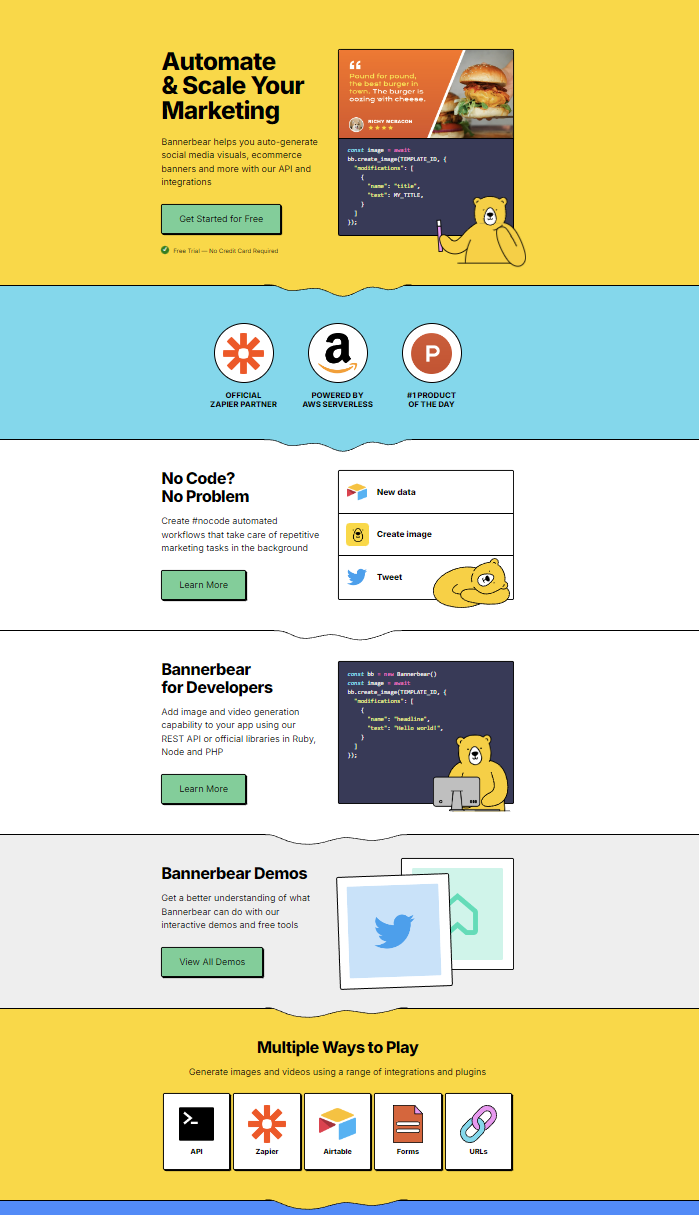 Automate
& Scale Your
Marketing
Bannerbear helps you auto-generate
social media visuals, ecommerce
banners and more with our API and
integrations
Get Started for Free
Free Trial — No Credit Card Required
“
Pound for pound,
the best burger in
town. The burger is
oozing with cheese.
RICHY MCBACON
const image = await
bb.create_image(TEMPLATE_ID, {
"modifications": [
{
"name": "title",
"text": MY_TITLE,
}
]
});
a
P
OFFICIAL
ZAPIER PARTNER
POWERED BY
AWS SERVERLESS
#1 PRODUCT
OF THE DAY
No Code?
No Problem
Create #nocode automated
workflows that take care of repetitive
marketing tasks in the background
Learn More
New data
Create image
Tweet
Bannerbear
for Developers
Add image and video generation
capability to your app using our
REST API or official libraries in Ruby,
Node and PHP
Learn More
const bb = new Bannerbear()
const image = await
bb.create_image(TEMPLATE_ID, {
"modifications": [
{
"name": "headline",
"text": "Hello world!",
}
]
});
Bannerbear Demos
Get a better understanding of what
Bannerbear can do with our
interactive demos and free tools
View All Demos
Multiple Ways to Play
Generate images and videos using a range of integrations and plugins
API
Zapier
Airtable
Forms
URLs